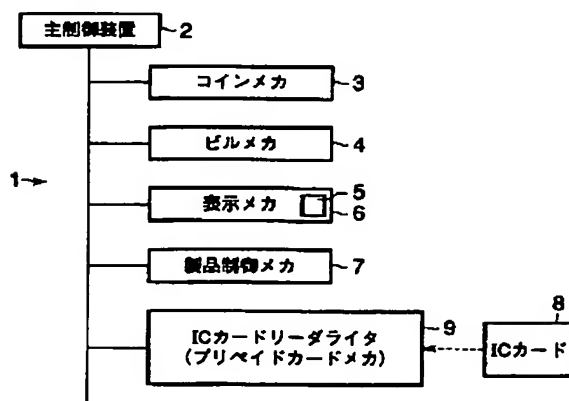 主制御装置 2
コインメカ 3
ビルメカ 4
1
表示メカ 5
6
製品制御メカ 7
ICカードリーダライタ
(プリペイドカードメカ)
9
8
ICカード